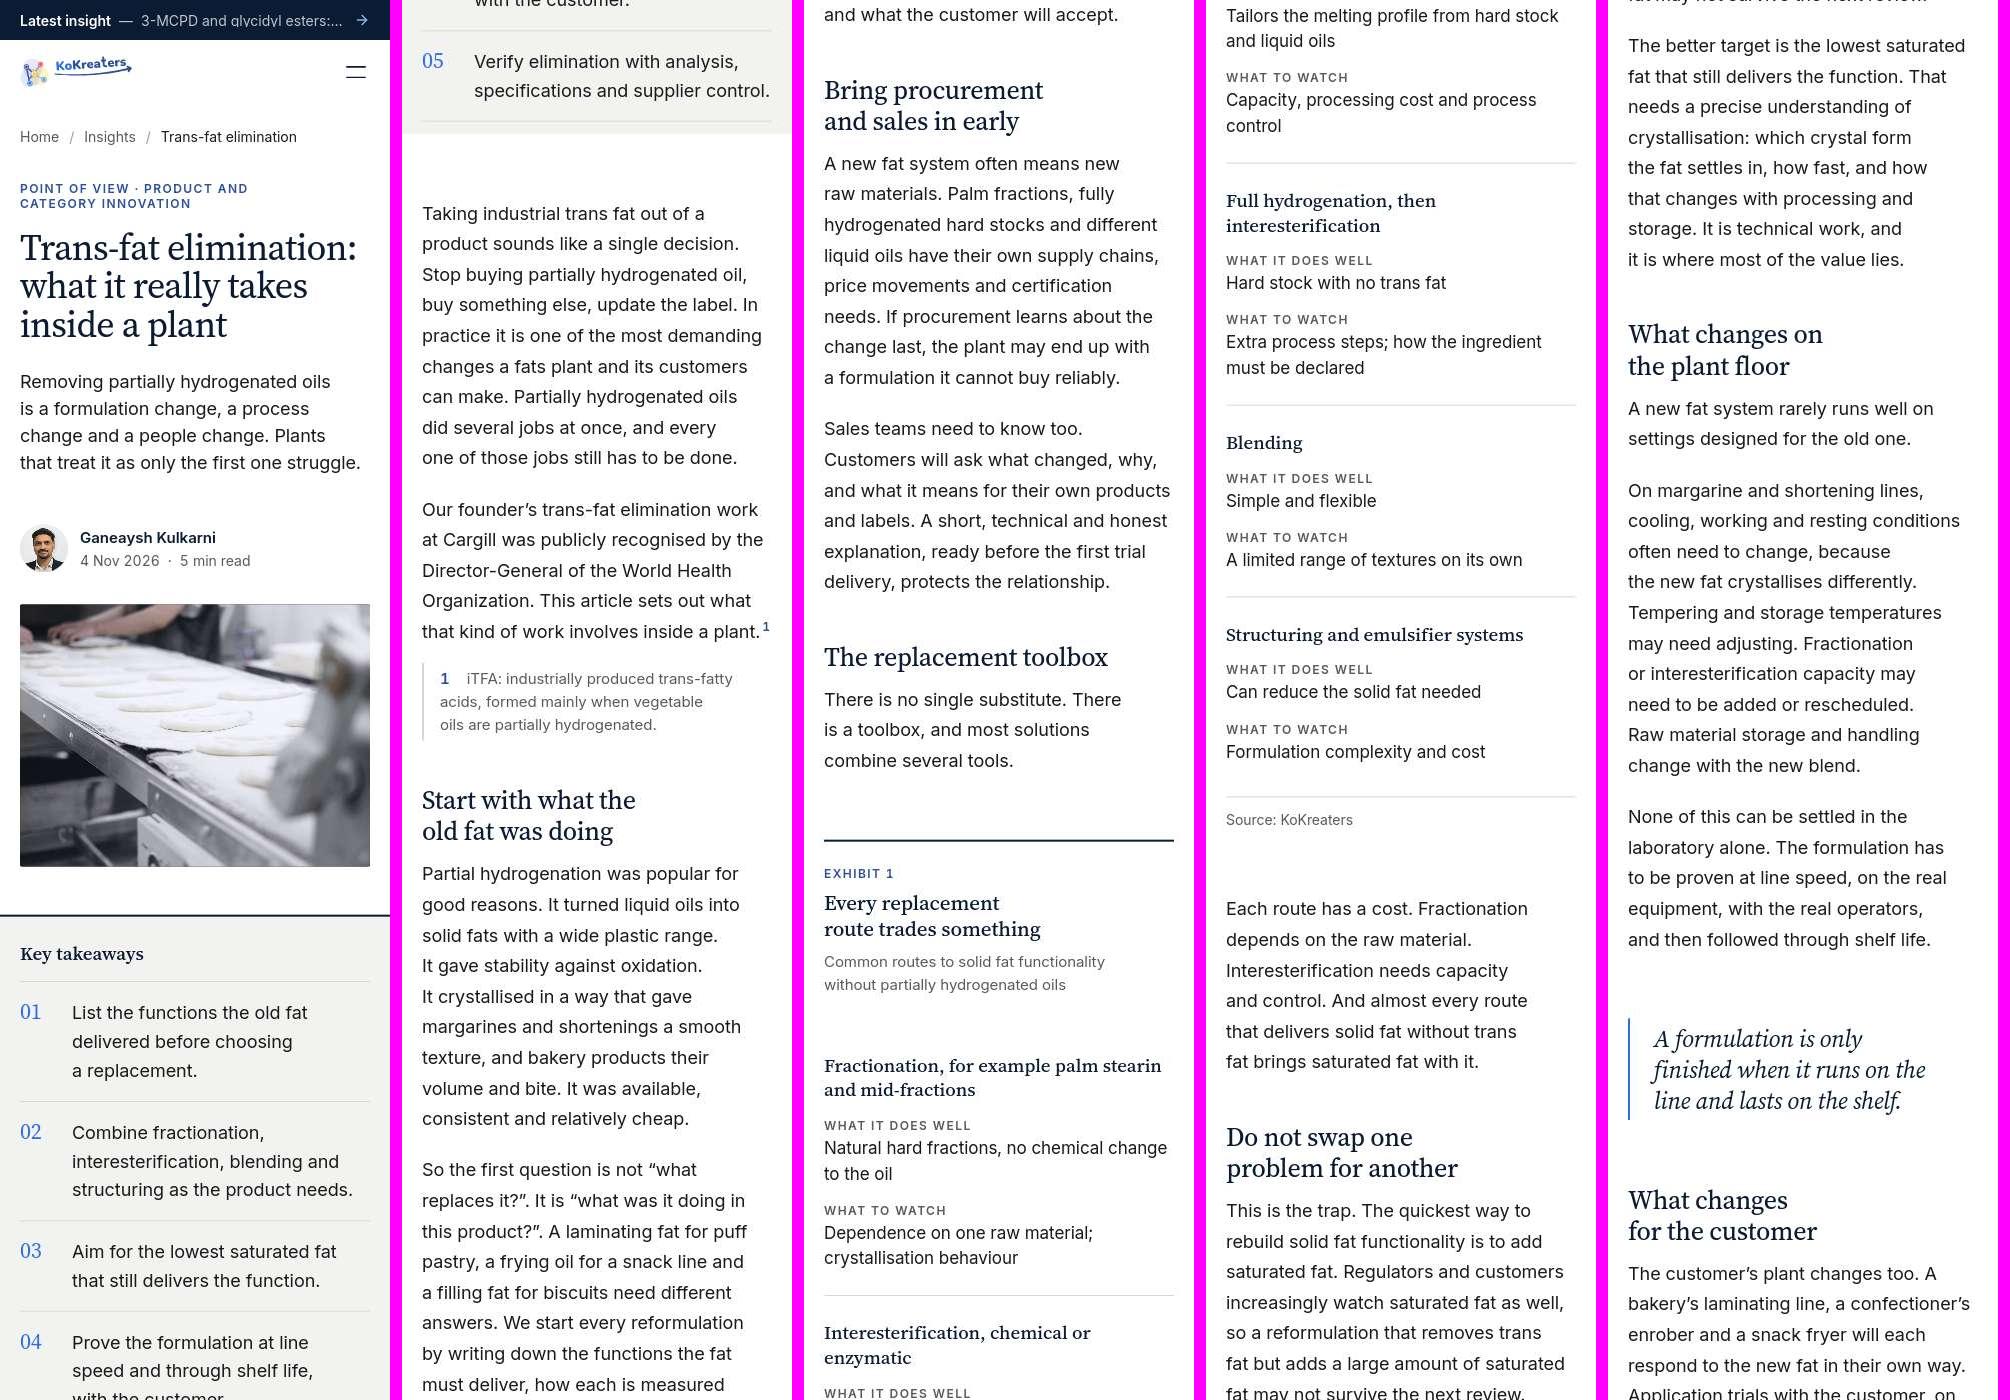 Latest insight — 3-MCPD and glycidyl esters:... →
KoKreaters
Home / Insights / Trans-fat elimination
POINT OF VIEW · PRODUCT AND
CATEGORY INNOVATION
Trans-fat elimination:
what it really takes
inside a plant
Removing partially hydrogenated oils
is a formulation change, a process
change and a people change. Plants
that treat it as only the first one struggle.
Ganeaysh Kulkarni
4 Nov 2026 · 5 min read
Key takeaways
01 List the functions the old fat
delivered before choosing
a replacement.
02 Combine fractionation,
interesterification, blending and
structuring as the product needs.
03 Aim for the lowest saturated fat
that still delivers the function.
04 Prove the formulation at line
speed and through shelf life,
with the customer.
with the customer.
05 Verify elimination with analysis,
specifications and supplier control.
Taking industrial trans fat out of a
product sounds like a single decision.
Stop buying partially hydrogenated oil,
buy something else, update the label. In
practice it is one of the most demanding
changes a fats plant and its customers
can make. Partially hydrogenated oils
did several jobs at once, and every
one of those jobs still has to be done.
Our founder’s trans-fat elimination work
at Cargill was publicly recognised by the
Director-General of the World Health
Organization. This article sets out what
that kind of work involves inside a plant.1
1 iTFA: industrially produced trans-fatty
acids, formed mainly when vegetable
oils are partially hydrogenated.
Start with what the
old fat was doing
Partial hydrogenation was popular for
good reasons. It turned liquid oils into
solid fats with a wide plastic range.
It gave stability against oxidation.
It crystallised in a way that gave
margarines and shortenings a smooth
texture, and bakery products their
volume and bite. It was available,
consistent and relatively cheap.
So the first question is not “what
replaces it?”. It is “what was it doing in
this product?”. A laminating fat for puff
pastry, a frying oil for a snack line and
a filling fat for biscuits need different
answers. We start every reformulation
by writing down the functions the fat
must deliver, how each is measured
and what the customer will accept.
Bring procurement
and sales in early
A new fat system often means new
raw materials. Palm fractions, fully
hydrogenated hard stocks and different
liquid oils have their own supply chains,
price movements and certification
needs. If procurement learns about the
change last, the plant may end up with
a formulation it cannot buy reliably.
Sales teams need to know too.
Customers will ask what changed, why,
and what it means for their own products
and labels. A short, technical and honest
explanation, ready before the first trial
delivery, protects the relationship.
The replacement toolbox
There is no single substitute. There
is a toolbox, and most solutions
combine several tools.
EXHIBIT 1
Every replacement
route trades something
Common routes to solid fat functionality
without partially hydrogenated oils
Fractionation, for example palm stearin
and mid-fractions
WHAT IT DOES WELL
Natural hard fractions, no chemical change
to the oil
WHAT TO WATCH
Dependence on one raw material;
crystallisation behaviour
Interesterification, chemical or
enzymatic
WHAT IT DOES WELL
Tailors the melting profile from hard stock
and liquid oils
WHAT TO WATCH
Capacity, processing cost and process
control
Full hydrogenation, then
interesterification
WHAT IT DOES WELL
Hard stock with no trans fat
WHAT TO WATCH
Extra process steps; how the ingredient
must be declared
Blending
WHAT IT DOES WELL
Simple and flexible
WHAT TO WATCH
A limited range of textures on its own
Structuring and emulsifier systems
WHAT IT DOES WELL
Can reduce the solid fat needed
WHAT TO WATCH
Formulation complexity and cost
Source: KoKreaters
Each route has a cost. Fractionation
depends on the raw material.
Interesterification needs capacity
and control. And almost every route
that delivers solid fat without trans
fat brings saturated fat with it.
Do not swap one
problem for another
This is the trap. The quickest way to
rebuild solid fat functionality is to add
saturated fat. Regulators and customers
increasingly watch saturated fat as well,
so a reformulation that removes trans
fat but adds a large amount of saturated
fat may not survive the next review.
fat may not survive the next review.
The better target is the lowest saturated
fat that still delivers the function. That
needs a precise understanding of
crystallisation: which crystal form
the fat settles in, how fast, and how
that changes with processing and
storage. It is technical work, and
it is where most of the value lies.
What changes on
the plant floor
A new fat system rarely runs well on
settings designed for the old one.
On margarine and shortening lines,
cooling, working and resting conditions
often need to change, because
the new fat crystallises differently.
Tempering and storage temperatures
may need adjusting. Fractionation
or interesterification capacity may
need to be added or rescheduled.
Raw material storage and handling
change with the new blend.
None of this can be settled in the
laboratory alone. The formulation has
to be proven at line speed, on the real
equipment, with the real operators,
and then followed through shelf life.
A formulation is only
finished when it runs on the
line and lasts on the shelf.
What changes
for the customer
The customer’s plant changes too. A
bakery’s laminating line, a confectioner’s
enrober and a snack fryer will each
respond to the new fat in their own way.
Application trials with the customer, on